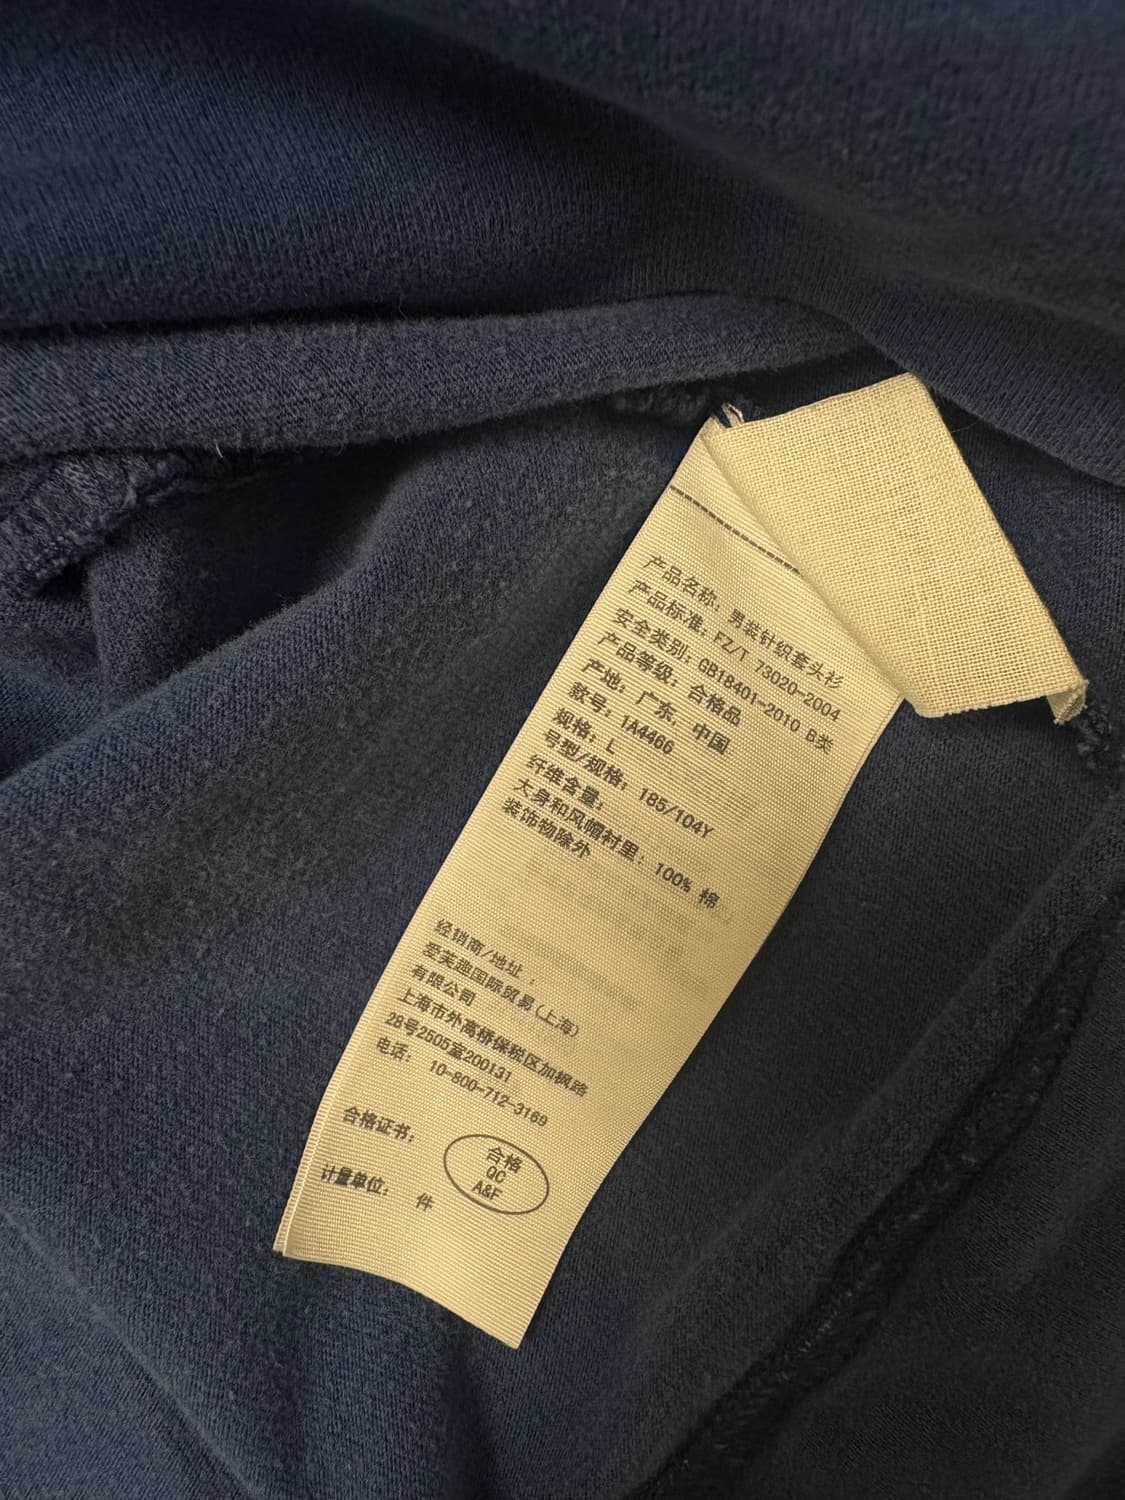 产品名称: 男装针织套头衫
产品标准: FZ/T 73020-2004
安全类别: GB18401-2010 B类
产品等级: 合格品
产地: 广东, 中国
款号: 1A4466
规格: L
号型/规格: 185/104Y
纤维含量:
大身和风帽衬里: 100% 棉
装饰物除外
经销商/地址:
爱芙趣国际贸易(上海)
有限公司
上海市外高桥保税区加枫路
28号2505室200131
电话: 10-800-712-3169
合格证书:
合格
QC
A&F
计量单位: 件